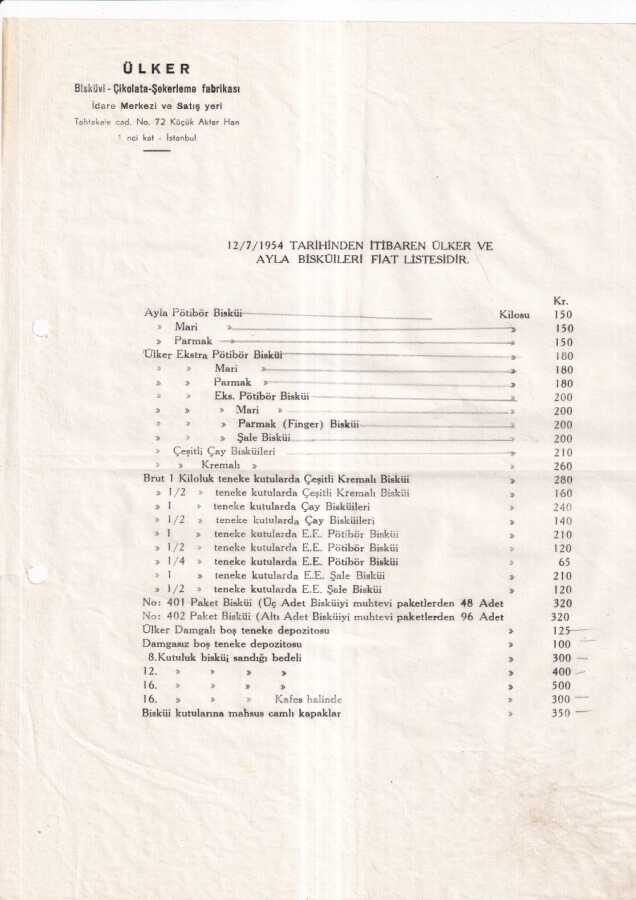 ÜLKER
Bisküvi - Çikolata-Şekerleme fabrikası
İdare Merkezi ve Satış yeri
Tahtakale cad. No. 72 Küçük Akter Han
1 nci kat - İstanbul
12/7/1954 TARİHİNDEN İTİBAREN ÜLKER VE
AYLA BİSKÜİLERİ FİAT LİSTESİDİR.
Kr.
Ayla Pötibör Bisküi Kilosu 150
» Mari » » 150
» Parmak » » 150
Ülker Ekstra Pötibör Bisküi » 180
» » Mari » » 180
» » Parmak » » 180
» » Eks. Pötibör Bisküi » 200
» » » Mari » » 200
» » » Parmak (Finger) Bisküi » 200
» » » Şale Bisküi » 200
» Çeşitli Çay Bisküileri » 210
» » Kremalı » » 260
Brut 1 Kiloluk teneke kutularda Çeşitli Kremalı Bisküi » 280
» 1/2 » teneke kutularda Çeşitli Kremalı Bisküi » 160
» 1 » teneke kutularda Çay Bisküileri » 240
» 1/2 » teneke kutularda Çay Bisküileri » 140
» 1 » teneke kutularda E.E. Pötibör Bisküi » 210
» 1/2 » teneke kutularda E.E. Pötibör Bisküi » 120
» 1/4 » teneke kutularda E.E. Pötibör Bisküi » 65
» 1 » teneke kutularda E.E. Şale Bisküi » 210
» 1/2 » teneke kutularda E.E. Şale Bisküi » 120
No: 401 Paket Bisküi (Üç Adet Bisküiyi muhtevi paketlerden 48 Adet 320
No: 402 Paket Bisküi (Altı Adet Bisküiyi muhtevi paketlerden 96 Adet 320
Ülker Damgalı boş teneke depozitosu » 125
Damgasız boş teneke depozitosu » 100
8.Kutuluk bisküi sandığı bedeli » 300
12. » » » » » 400
16. » » » » » 500
16. » » » Kafes halinde » 300
Bisküi kutularına mahsus camlı kapaklar » 350